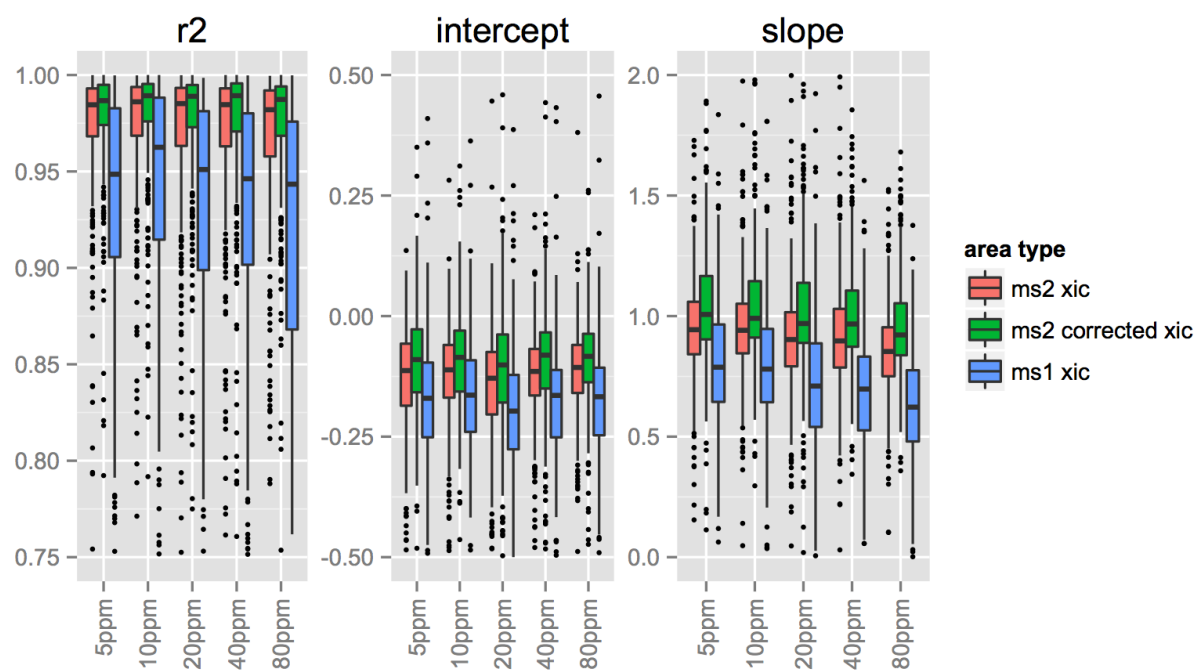 r2 intercept slope
1.00 0.50 2.0
0.95 0.25 1.5
0.90 0.00 1.0
0.85 -0.25 0.5
0.80 -0.50 0.0
0.75
5ppm 10ppm 20ppm 40ppm 80ppm 5ppm 10ppm 20ppm 40ppm 80ppm 5ppm 10ppm 20ppm 40ppm 80ppm
area type
ms2 xic
ms2 corrected xic
ms1 xic